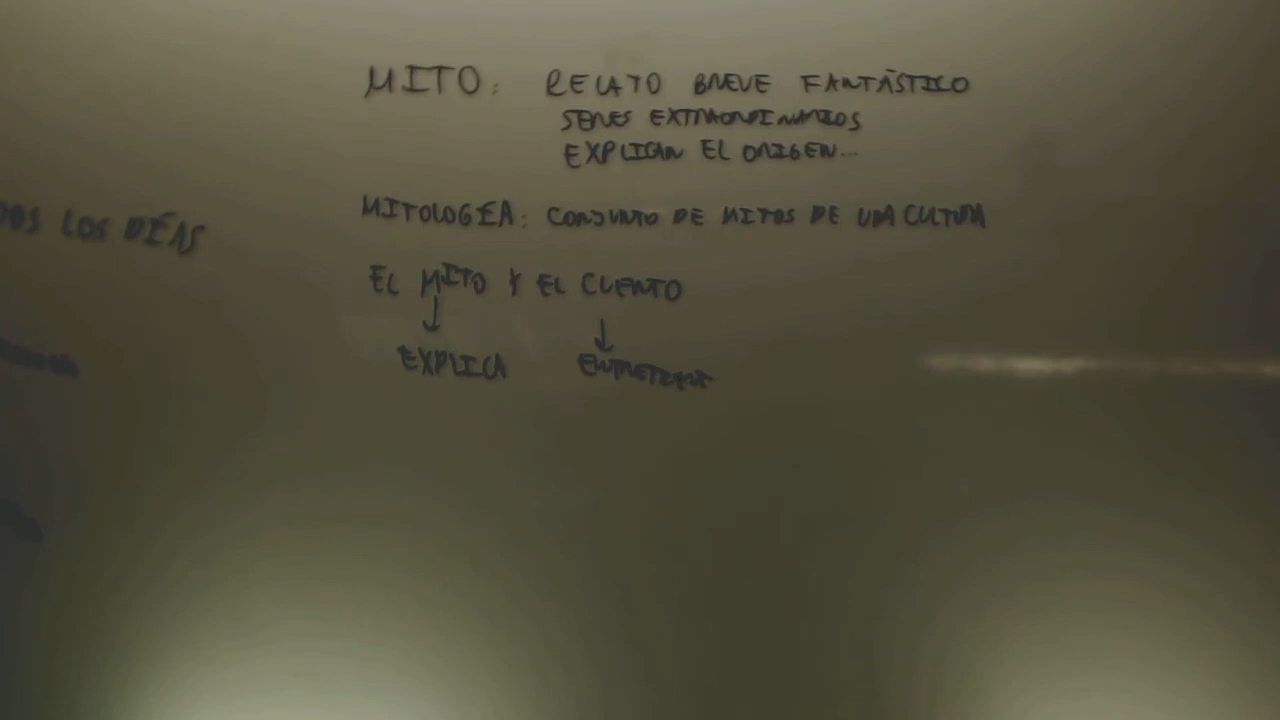 MITO: RELATO BREVE FANTÁSTICO
SERES EXTRAORDINARIOS
EXPLICAN EL ORIGEN...
MITOLOGÍA: CONJUNTO DE MITOS DE UNA CULTURA
LOS DÍAS
EL MITO Y EL CUENTO
↓ ↓
EXPLICA ENTRETIENE